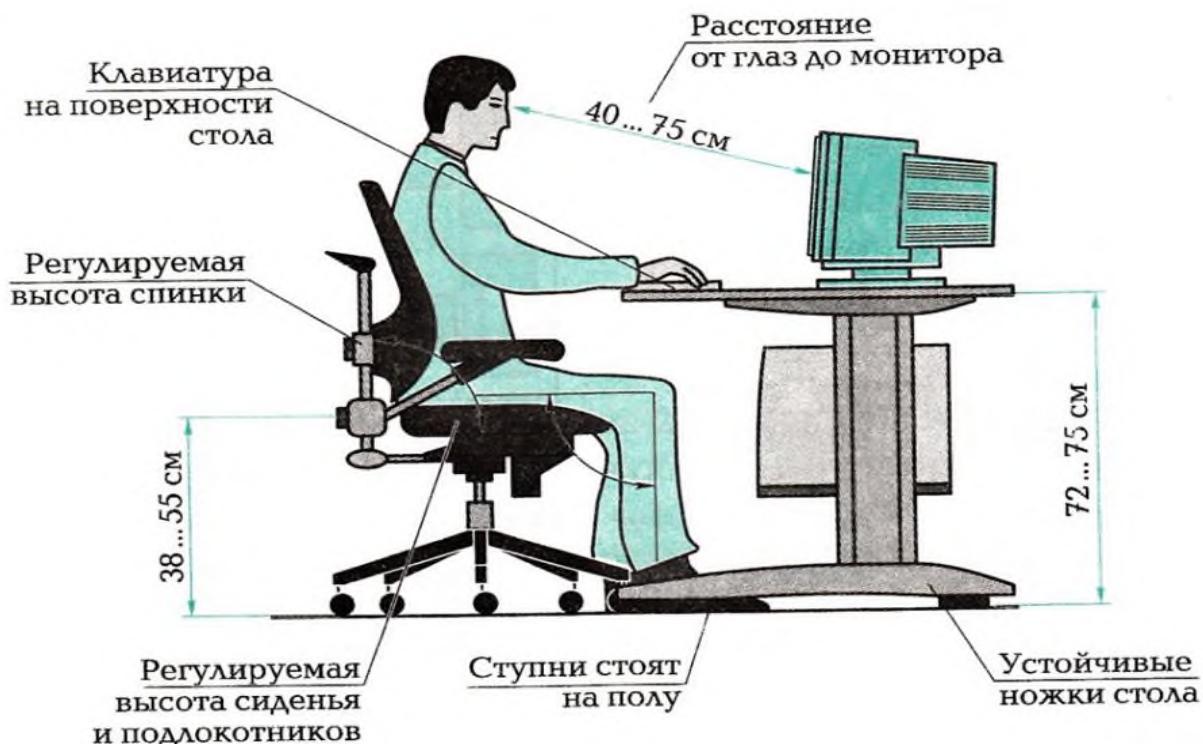 Расстояние
от глаз до монитора
Клавиатура
на поверхности
стола
40 ... 75 см
Регулируемая
высота спинки
38 ... 55 см
72 ... 75 см
Регулируемая
высота сиденья
и подлокотников
Ступни стоят
на полу
Устойчивые
ножки стола